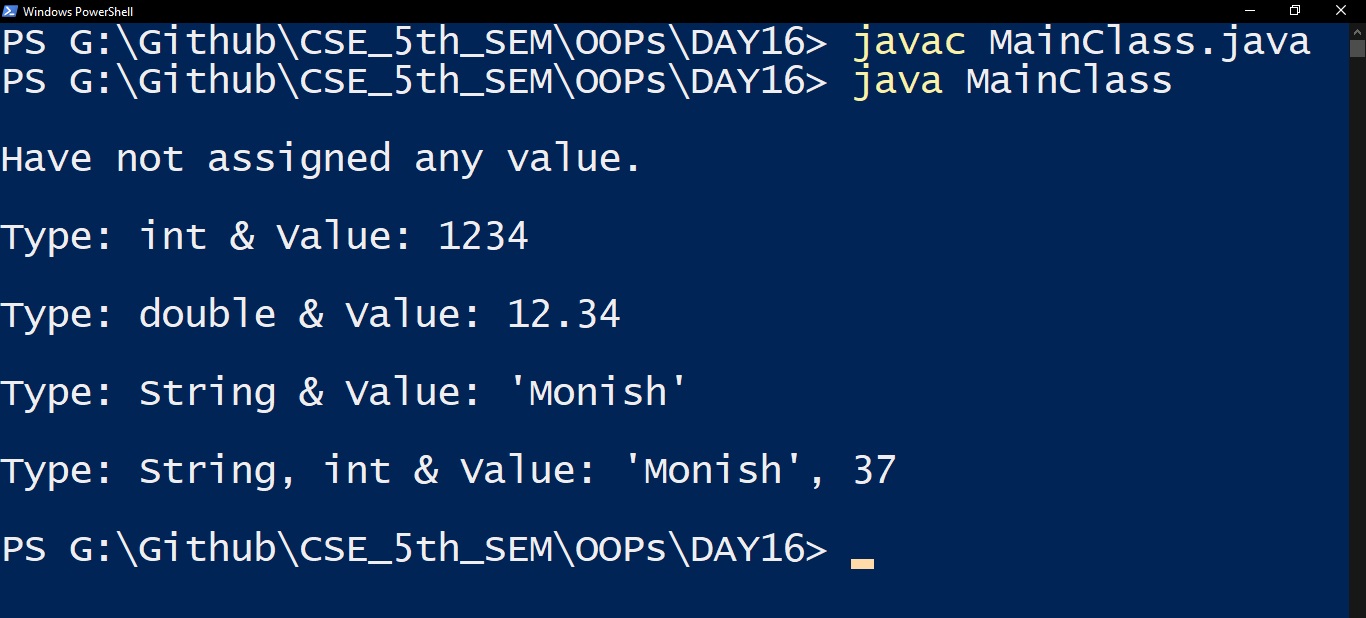 Windows PowerShell
PS G:\Github\CSE_5th_SEM\OOPs\DAY16> javac MainClass.java
PS G:\Github\CSE_5th_SEM\OOPs\DAY16> java MainClass
Have not assigned any value.
Type: int & Value: 1234
Type: double & Value: 12.34
Type: String & Value: 'Monish'
Type: String, int & Value: 'Monish', 37
PS G:\Github\CSE_5th_SEM\OOPs\DAY16>